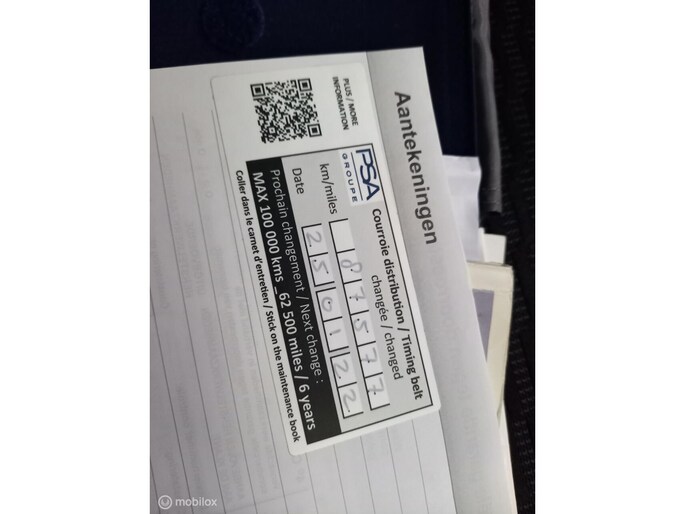 Aantekeningen
PLUS / MORE
INFORMATION
PSA
GROUPE
Courroie distribution / Timing belt
changée / changed
km/miles 87577
Date 25 01 22
Prochain changement / Next change :
MAX 100 000 kms _62 500 miles / 6 years
Coller dans le carnet d'entretien / Stick on the maintenance book
mobilox